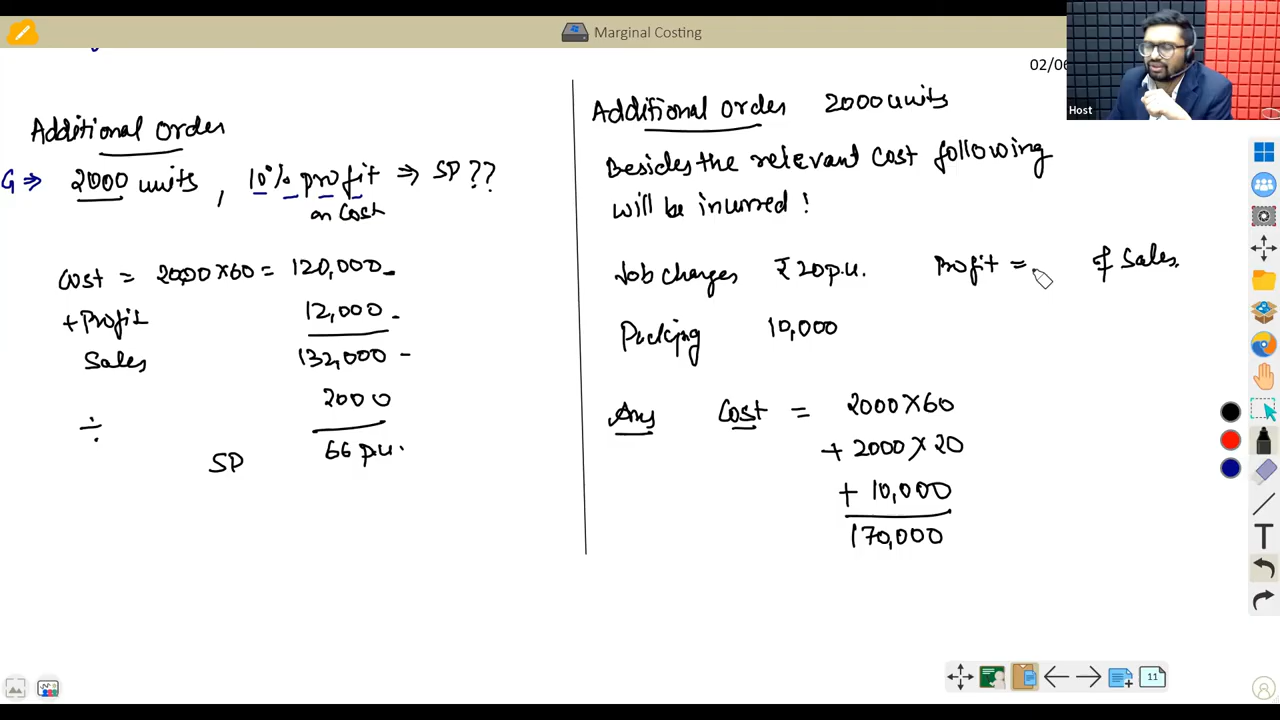 Marginal Costing
02/06
Host
Additional Order
G ⇒ 2000 units, 10% profit ⇒ SP??
on Cost
Cost = 2000×60 = 120,000
+Profit 12,000
Sales 132,000
÷ 2000
SP 66 p.u.
Additional Order 2000 units
Besides the relevant cost following
will be incurred!
Job charges ₹20 p.u. Profit = of Sales.
Packing 10,000
Ans Cost = 2000×60
+ 2000×20
+ 10,000
170,000
T
11